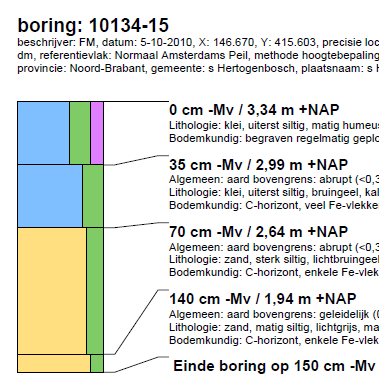 boring: 10134-15
beschrijver: FM, datum: 5-10-2010, X: 146.670, Y: 415.603, precisie loc
dm, referentievlak: Normaal Amsterdams Peil, methode hoogtebepaling
provincie: Noord-Brabant, gemeente: s Hertogenbosch, plaatsnaam: s H
0 cm -Mv / 3,34 m +NAP
Lithologie: klei, uiterst siltig, matig humeus
Bodemkundig: begraven regelmatig geplo
35 cm -Mv / 2,99 m +NAP
Algemeen: aard bovengrens: abrupt (<0,3
Lithologie: klei, uiterst siltig, bruingeel, kal
Bodemkundig: C-horizont, veel Fe-vlekke
70 cm -Mv / 2,64 m +NAP
Algemeen: aard bovengrens: abrupt (<0,3
Lithologie: zand, sterk siltig, lichtbruingeel
Bodemkundig: C-horizont, enkele Fe-vlek
140 cm -Mv / 1,94 m +NAP
Algemeen: aard bovengrens: geleidelijk (0
Lithologie: zand, matig siltig, lichtgrijs, ma
Bodemkundig: C-horizont, enkele Fe-vlek
Einde boring op 150 cm -Mv